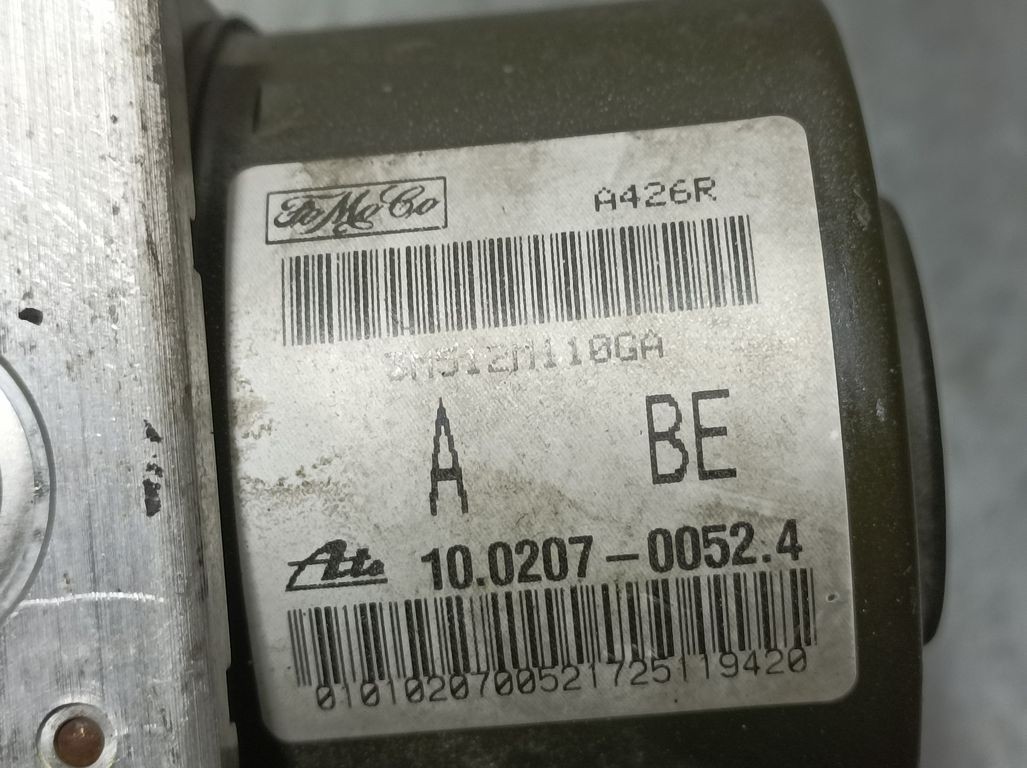 FoMoCo A426R
3M512M110GA
A BE
Ate 10.0207-0052.4
0101020700521725119420